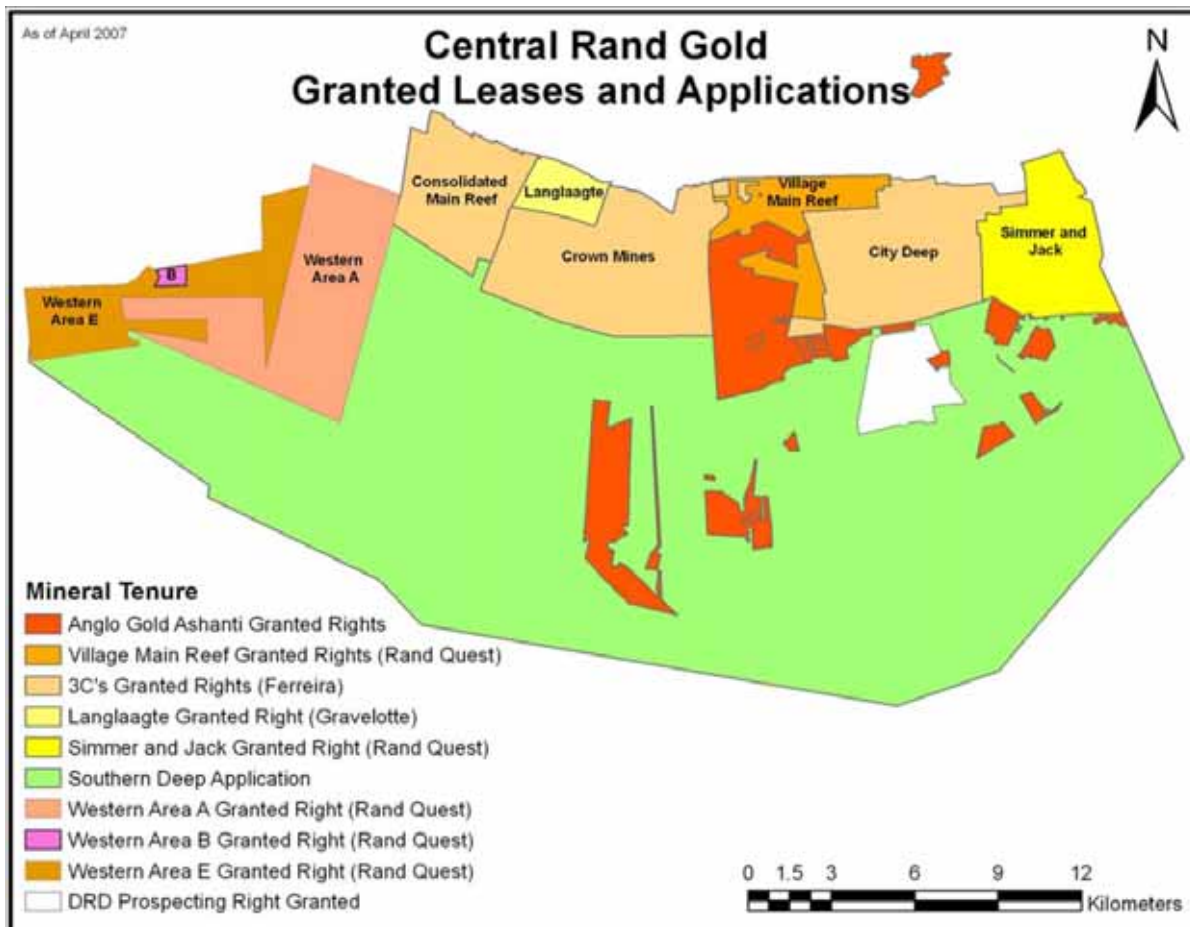 As of April 2007
Central Rand Gold
Granted Leases and Applications
N
Consolidated
Main Reef
Langlaagte
Village
Main Reef
Simmer and
Jack
Western
Area A
Crown Mines
City Deep
B
Western
Area E
Mineral Tenure
Anglo Gold Ashanti Granted Rights
Village Main Reef Granted Rights (Rand Quest)
3C's Granted Rights (Ferreira)
Langlaagte Granted Right (Gravelotte)
Simmer and Jack Granted Right (Rand Quest)
Southern Deep Application
Western Area A Granted Right (Rand Quest)
Western Area B Granted Right (Rand Quest)
Western Area E Granted Right (Rand Quest)
DRD Prospecting Right Granted
0 1.5 3 6 9 12
Kilometers